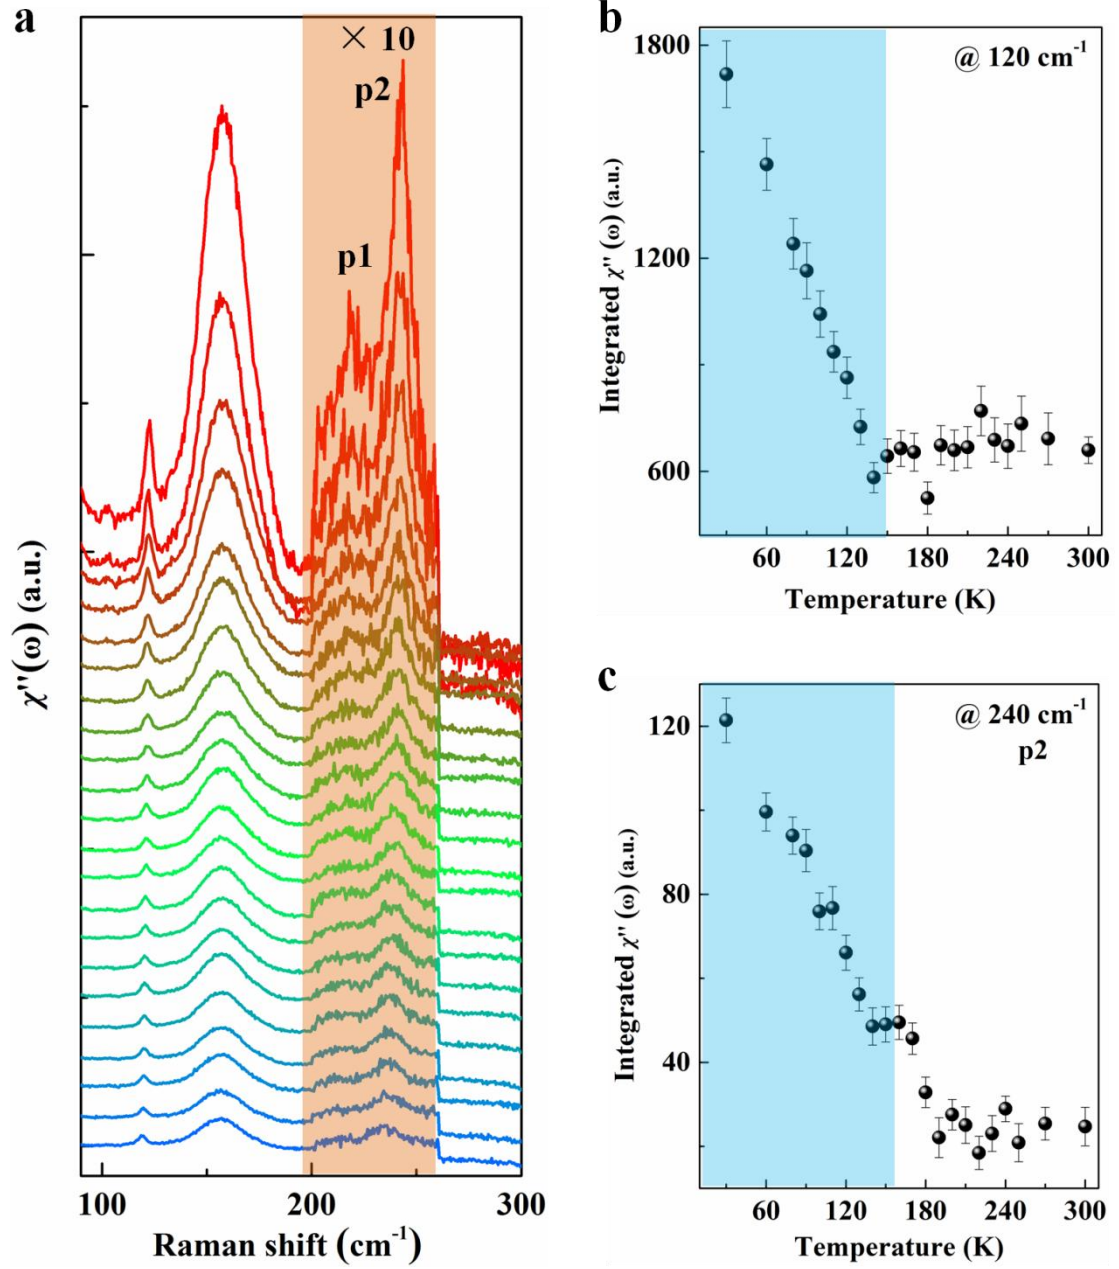 a
× 10
p2
p1
χ''(ω) (a.u.)
100
200
300
Raman shift (cm⁻¹)
b
@ 120 cm⁻¹
1800
1200
600
Integrated χ''(ω) (a.u.)
60 120 180 240 300
Temperature (K)
c
@ 240 cm⁻¹
p2
120
80
40
Integrated χ''(ω) (a.u.)
60 120 180 240 300
Temperature (K)